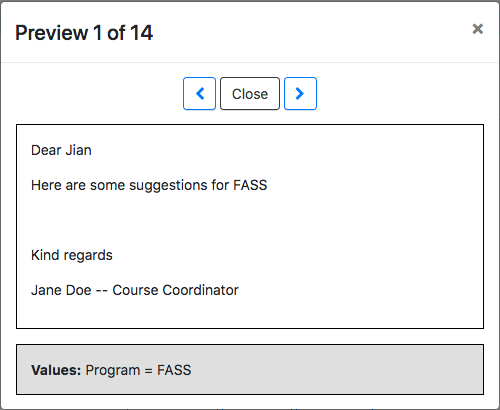 Preview 1 of 14
×
Close
Dear Jian
Here are some suggestions for FASS
Kind regards
Jane Doe -- Course Coordinator
Values: Program = FASS